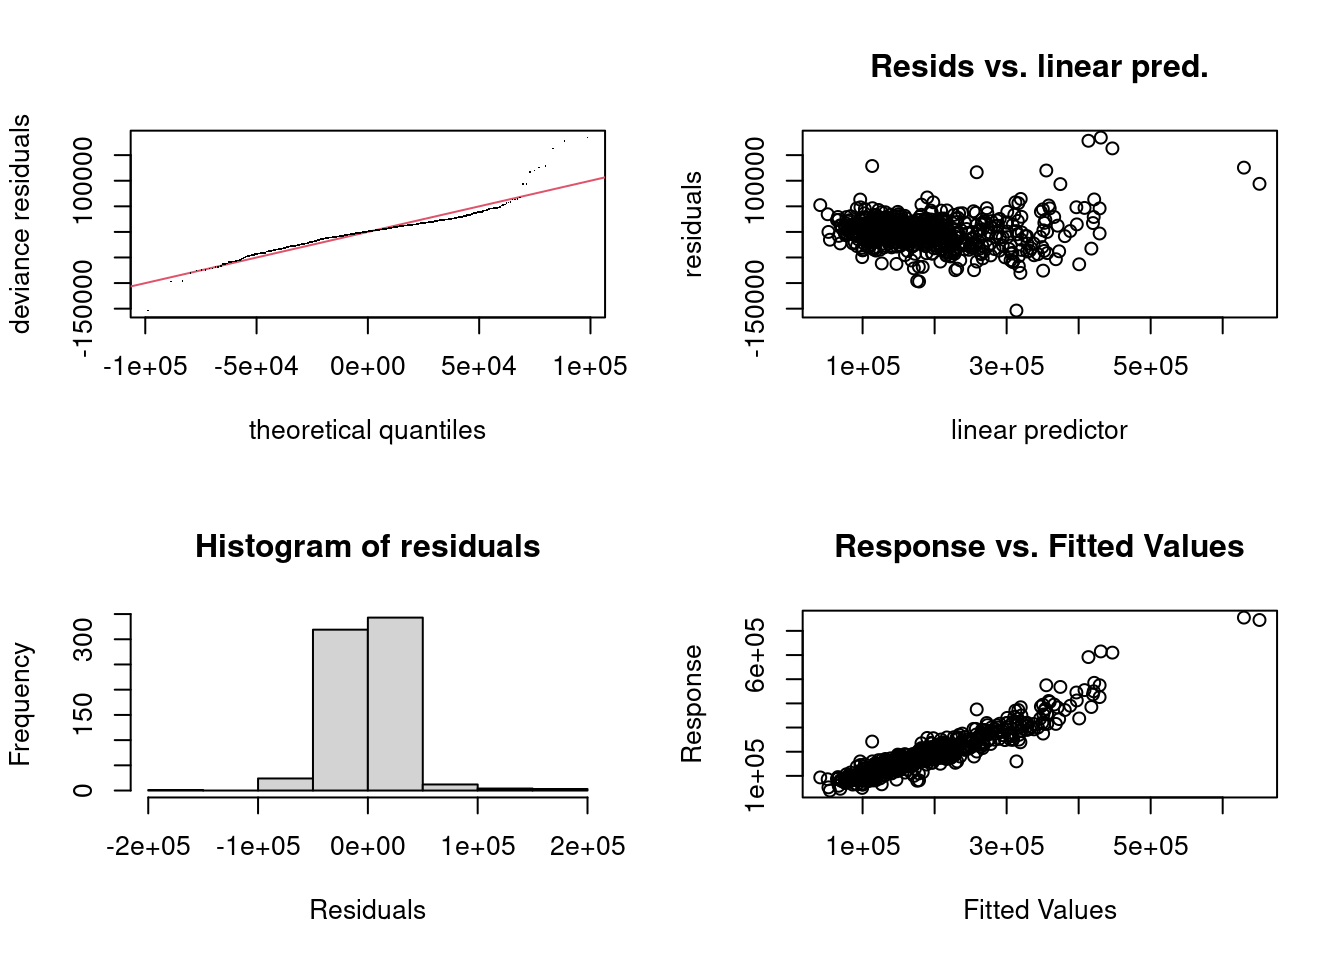 deviance residuals
-150000 100000
-1e+05 -5e+04 0e+00 5e+04 1e+05
theoretical quantiles
Resids vs. linear pred.
residuals
-150000 100000
1e+05 3e+05 5e+05
linear predictor
Histogram of residuals
Frequency
0 150 300
-2e+05 -1e+05 0e+00 1e+05 2e+05
Residuals
Response vs. Fitted Values
Response
1e+05 6e+05
1e+05 3e+05 5e+05
Fitted Values